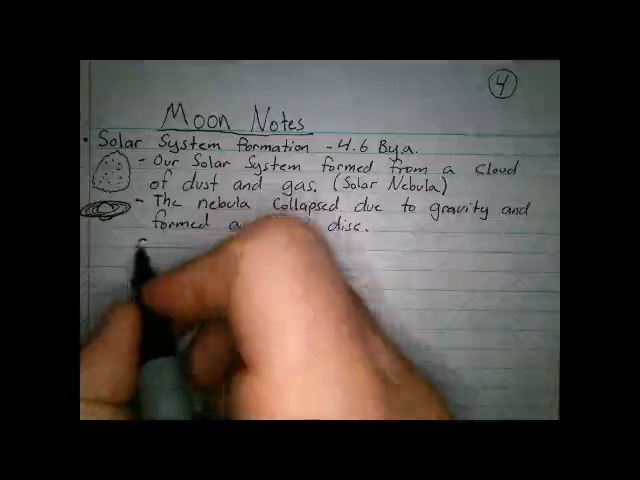 4
Moon Notes
• Solar System formation - 4.6 By.a.
- Our Solar System formed from a cloud
of dust and gas. (Solar Nebula)
- The nebula collapsed due to gravity and
formed a disc.